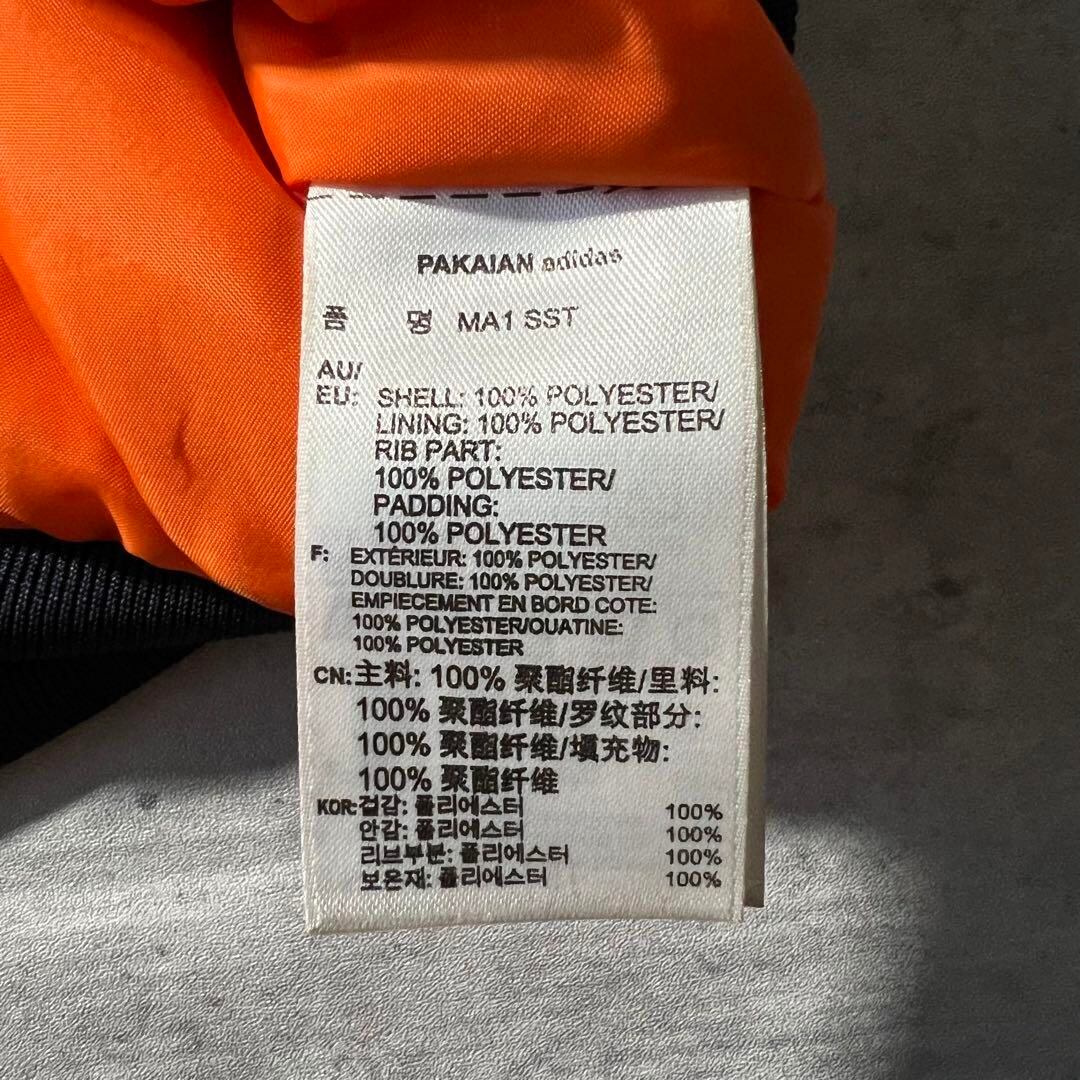 PAKAIAN adidas
품 명 MA1 SST
AU/
EU: SHELL: 100% POLYESTER/
LINING: 100% POLYESTER/
RIB PART:
100% POLYESTER/
PADDING:
100% POLYESTER
F: EXTÉRIEUR: 100% POLYESTER/
DOUBLURE: 100% POLYESTER/
EMPIECEMENT EN BORD COTE:
100% POLYESTER/OUATINE:
100% POLYESTER
CN: 主料: 100% 聚酯纤维/里料:
100% 聚酯纤维/罗纹部分:
100% 聚酯纤维/填充物:
100% 聚酯纤维
KOR: 겉감: 폴리에스터 100%
안감: 폴리에스터 100%
리브부분: 폴리에스터 100%
보온재: 폴리에스터 100%